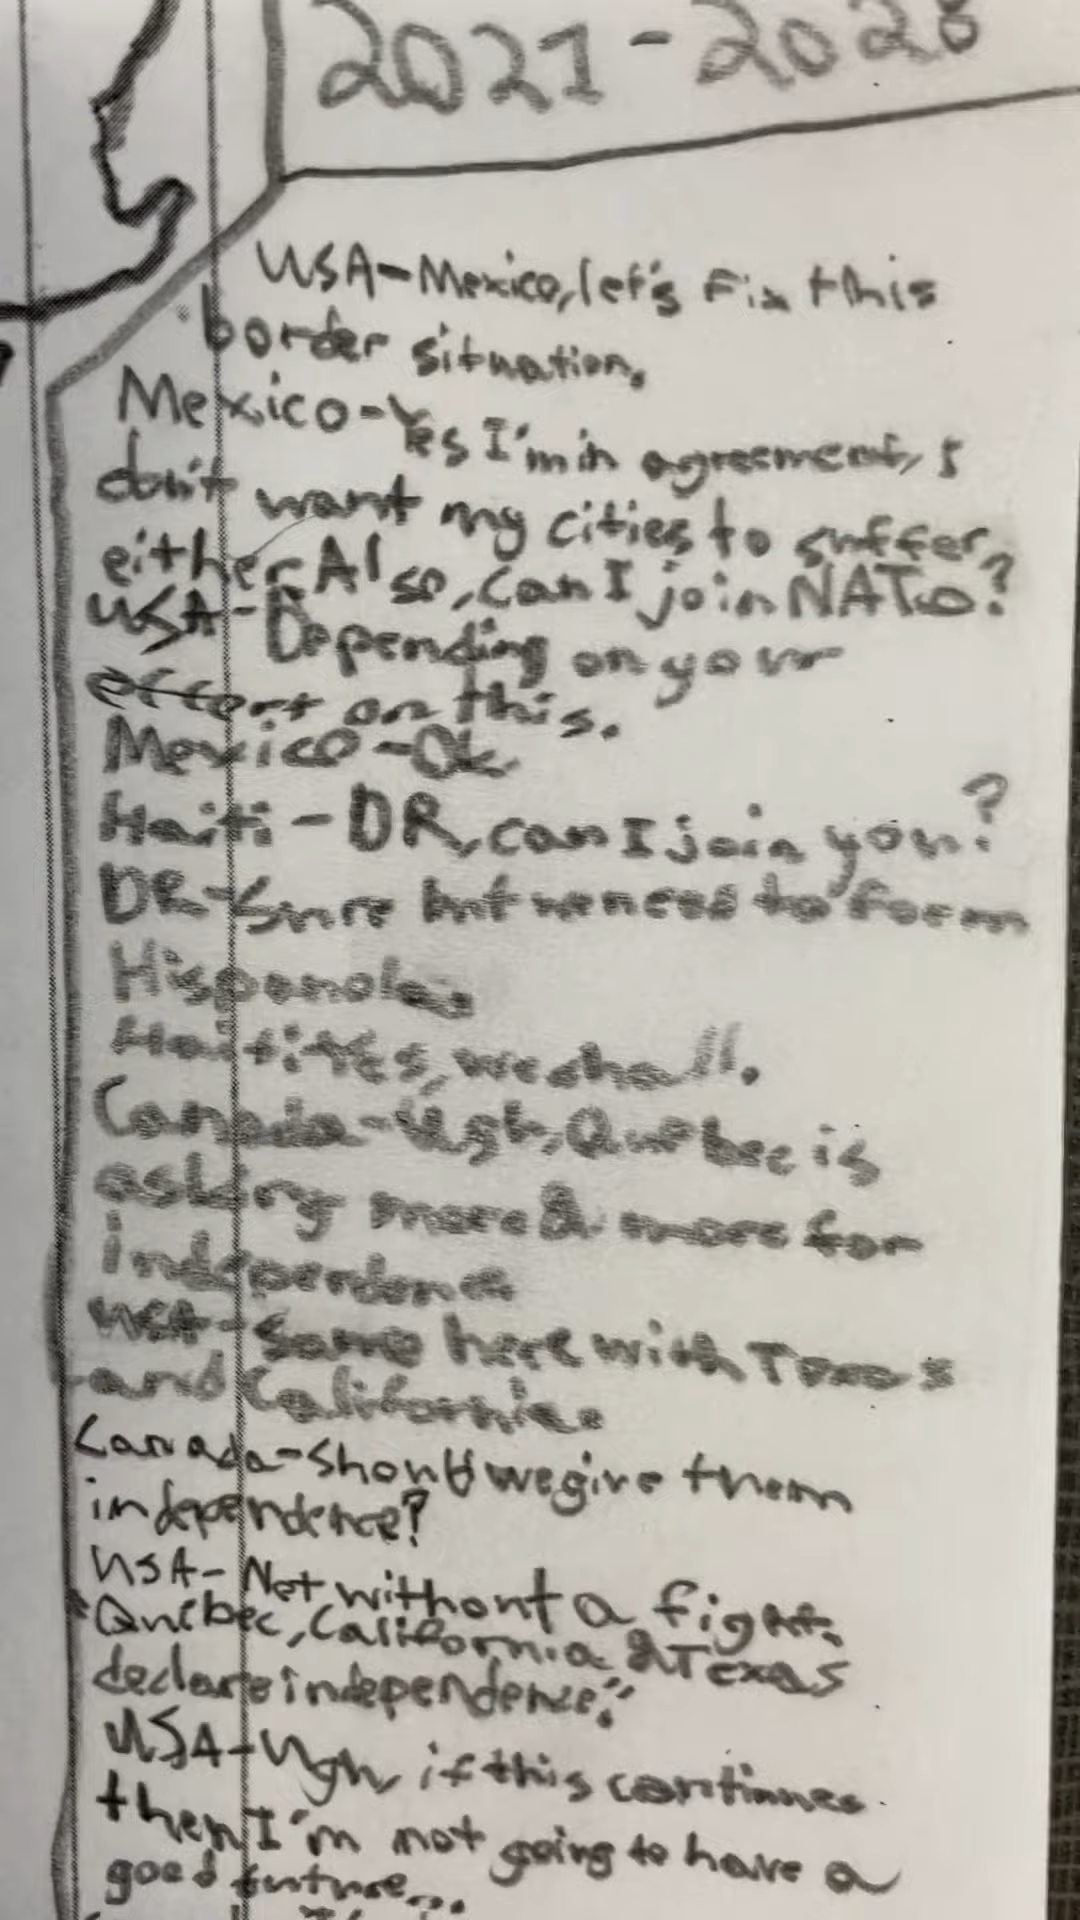 2021-2028
USA-Mexico, let's Fix this
border situation.
Mexico-Yes I'm in agreement, I
don't want my cities to suffer
either. Also, can I join NATO?
USA-Depending on your
effort on this.
Mexico-Ok.
Haiti-DR, can I join you?
DR-Sure but we need to form
Hispanola.
Haiti-Yes, we shall.
Canada-Ugh, Quebec is
asking more & more for
independence
USA-Same here with Texas
and California.
Canada-Should we give them
independence?
USA-Not without a fight.
"Quebec, California & Texas
declare independence."
USA-Ugh, if this continues
then I'm not going to have a
good future...